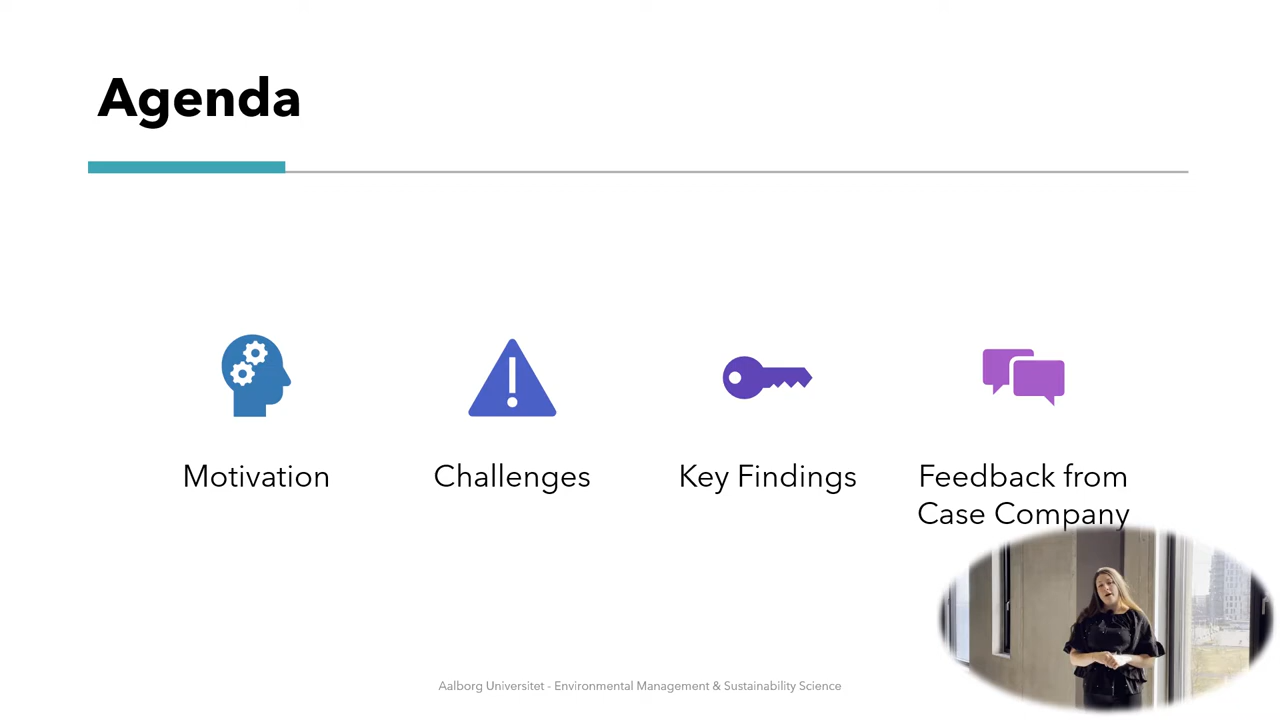 Agenda
Motivation
Challenges
Key Findings
Feedback from
Case Company
Aalborg Universitet - Environmental Management & Sustainability Science